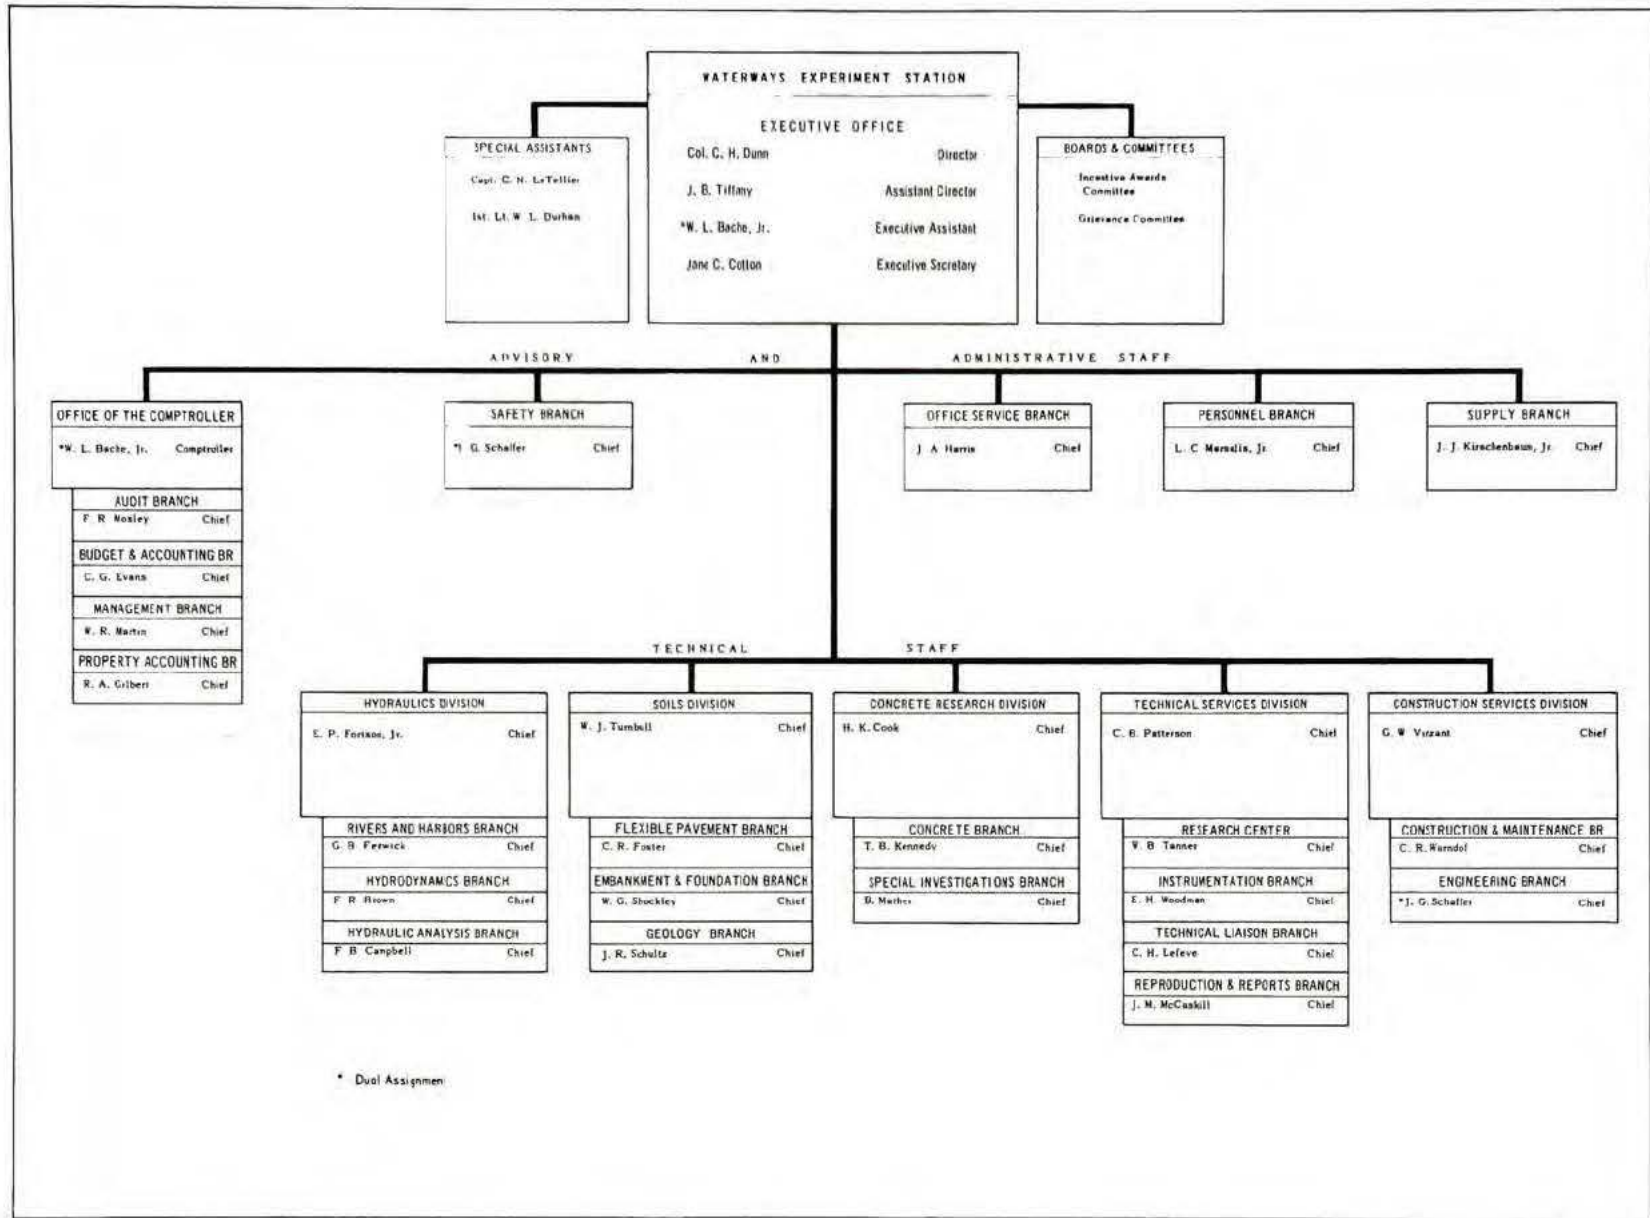 WATERWAYS EXPERIMENT STATION
EXECUTIVE OFFICE
Col. C. H. Dunn Director
J. B. Tiffany Assistant Director
*W. L. Bache, Jr. Executive Assistant
Jane C. Cotton Executive Secretary
SPECIAL ASSISTANTS
Capt. C. N. LeTellier
1st. Lt. W. L. Durham
BOARDS & COMMITTEES
Incentive Awards
Committee
Grievance Committee
ADVISORY AND ADMINISTRATIVE STAFF
OFFICE OF THE COMPTROLLER
*W. L. Bache, Jr. Comptroller
AUDIT BRANCH
F R Mosley Chief
BUDGET & ACCOUNTING BR
C. G. Evans Chief
MANAGEMENT BRANCH
W. R. Martin Chief
PROPERTY ACCOUNTING BR
R. A. Gilbert Chief
SAFETY BRANCH
G. Schaffer Chief
OFFICE SERVICE BRANCH
J A Harris Chief
PERSONNEL BRANCH
L. C Marsalis, Jr. Chief
SUPPLY BRANCH
J. J. Kirschenbaum, Jr. Chief
TECHNICAL STAFF
HYDRAULICS DIVISION
E. P. Fortson, Jr. Chief
RIVERS AND HARBORS BRANCH
G. B Fenwick Chief
HYDRODYNAMICS BRANCH
F R Brown Chief
HYDRAULIC ANALYSIS BRANCH
F B Campbell Chief
SOILS DIVISION
W. J. Turnbull Chief
FLEXIBLE PAVEMENT BRANCH
C. R. Foster Chief
EMBANKMENT & FOUNDATION BRANCH
W. G. Shockley Chief
GEOLOGY BRANCH
J. R. Schultz Chief
CONCRETE RESEARCH DIVISION
H. K. Cook Chief
CONCRETE BRANCH
T. B. Kennedy Chief
SPECIAL INVESTIGATIONS BRANCH
B. Mather Chief
TECHNICAL SERVICES DIVISION
C. B. Patterson Chief
RESEARCH CENTER
W. B Tanner Chief
INSTRUMENTATION BRANCH
E. H. Woodman Chief
TECHNICAL LIAISON BRANCH
C. H. Chief
REPRODUCTION & REPORTS BRANCH
J. M. McCaskill Chief
CONSTRUCTION SERVICES DIVISION
G. W Vinzant Chief
CONSTRUCTION & MAINTENANCE BR
C. R. Chief
ENGINEERING BRANCH
*J. G. Schaffer Chief
* Dual Assignmen